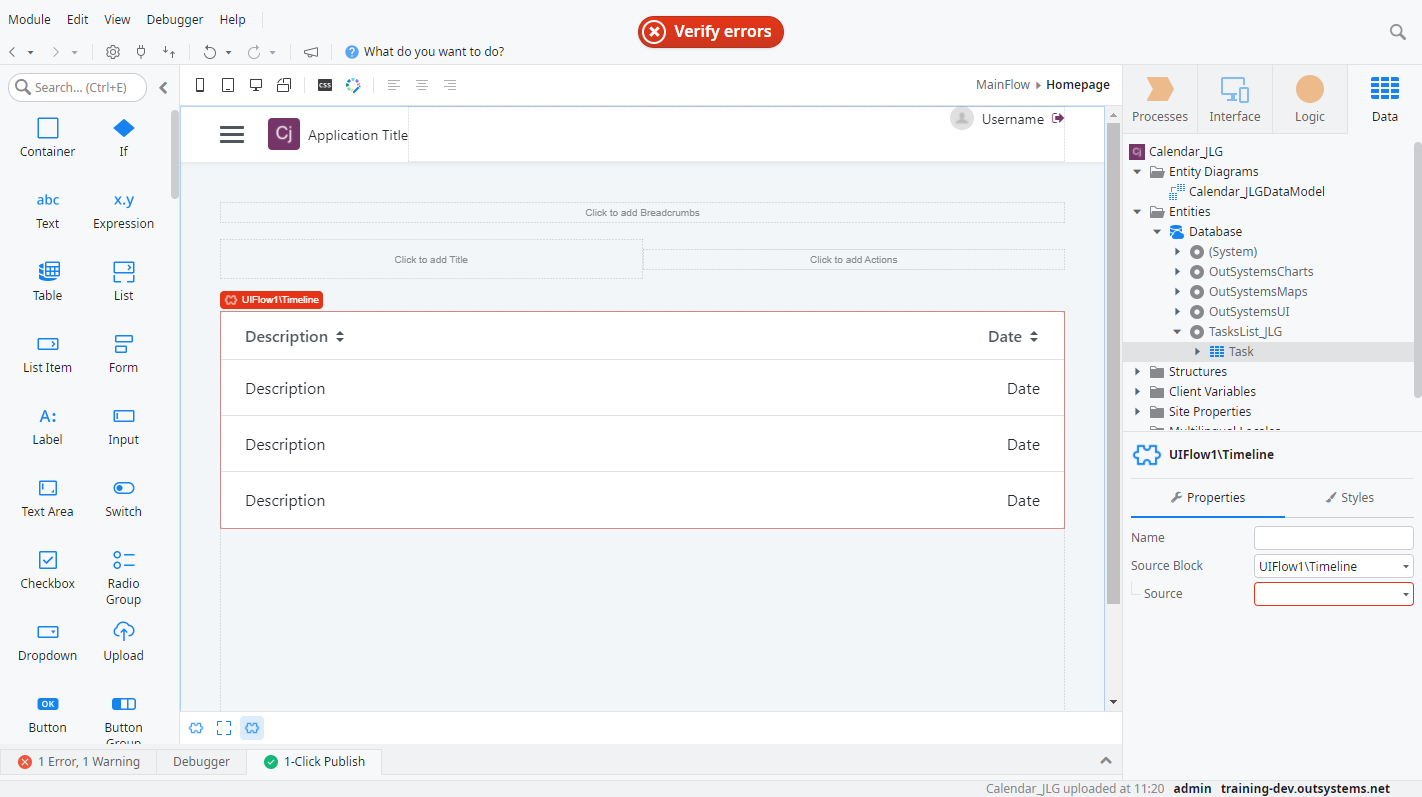 Module Edit View Debugger Help
Verify errors
What do you want to do?
Search... (Ctrl+E)
Container
If
abc
Text
x.y
Expression
Table
List
List Item
Form
A:
Label
Input
Text Area
Switch
Checkbox
Radio
Group
Dropdown
Upload
OK
Button
Button
Group
CSS
MainFlow
Homepage
Cj
Application Title
Username
Click to add Breadcrumbs
Click to add Title
Click to add Actions
UIFlow1\Timeline
Description Date
Description Date
Description Date
Description Date
Processes
Interface
Logic
Data
Cj Calendar_JLG
Entity Diagrams
Calendar_JLGDataModel
Entities
Database
(System)
OutSystemsCharts
OutSystemsMaps
OutSystemsUI
TasksList_JLG
Task
Structures
Client Variables
Site Properties
Multilingual Locales
UIFlow1\Timeline
Properties Styles
Name
Source Block UIFlow1\Timeline
Source
1 Error, 1 Warning
Debugger
1-Click Publish
Calendar_JLG uploaded at 11:20 admin training-dev.outsystems.net